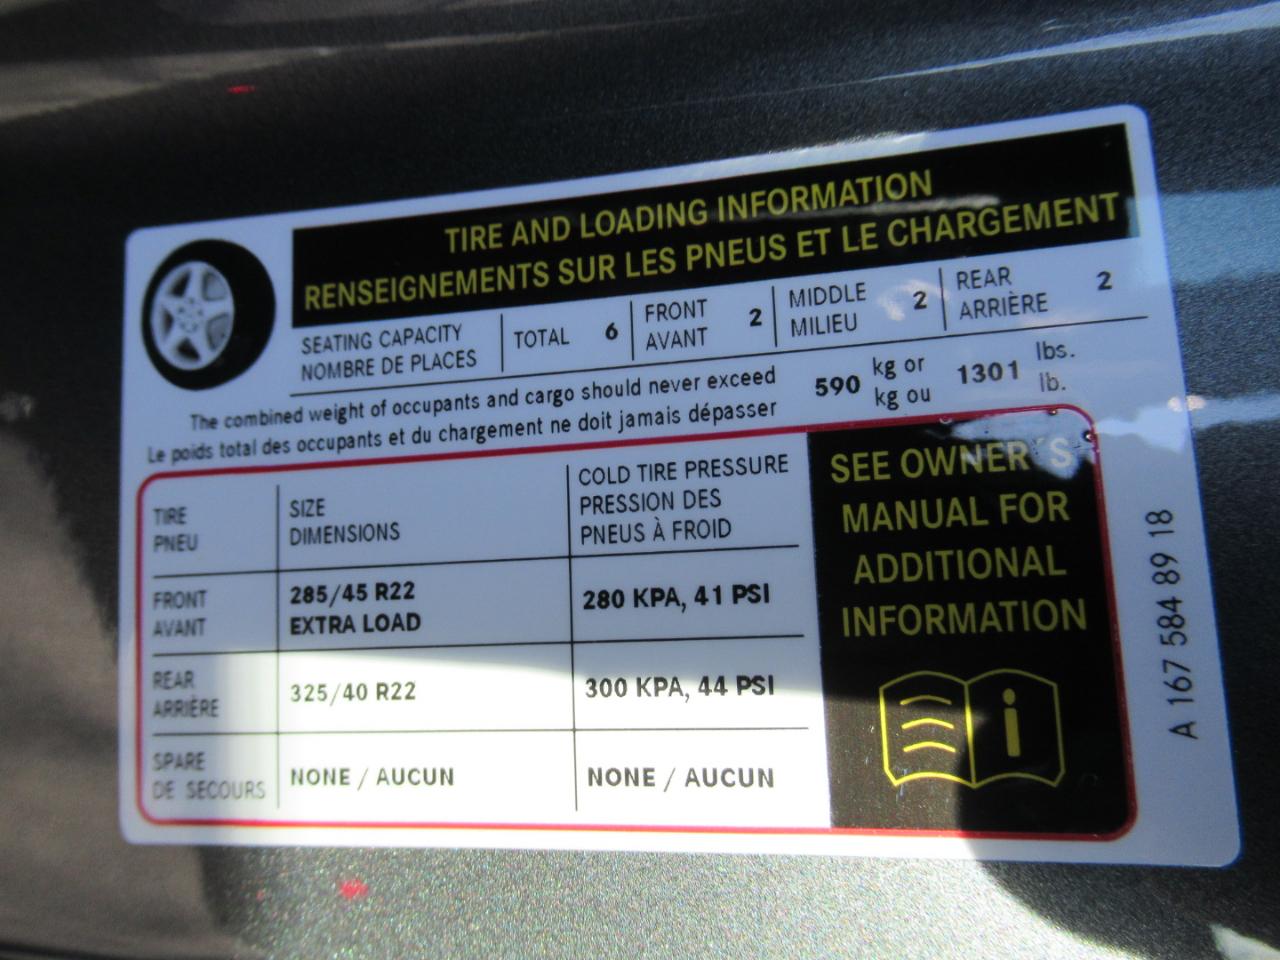 TIRE AND LOADING INFORMATION
RENSEIGNEMENTS SUR LES PNEUS ET LE CHARGEMENT
SEATING CAPACITY
NOMBRE DE PLACES
TOTAL 6
FRONT
AVANT
2
MIDDLE
MILIEU
2
REAR
ARRIÈRE
2
The combined weight of occupants and cargo should never exceed
Le poids total des occupants et du chargement ne doit jamais dépasser
590
kg or
kg ou
1301
lbs.
lb.
TIRE
PNEU
SIZE
DIMENSIONS
COLD TIRE PRESSURE
PRESSION DES
PNEUS À FROID
FRONT
AVANT
285/45 R22
EXTRA LOAD
280 KPA, 41 PSI
REAR
ARRIÈRE
325/40 R22
300 KPA, 44 PSI
SPARE
DE SECOURS
NONE / AUCUN
NONE / AUCUN
SEE OWNER´S
MANUAL FOR
ADDITIONAL
INFORMATION
i
A 167 584 89 18